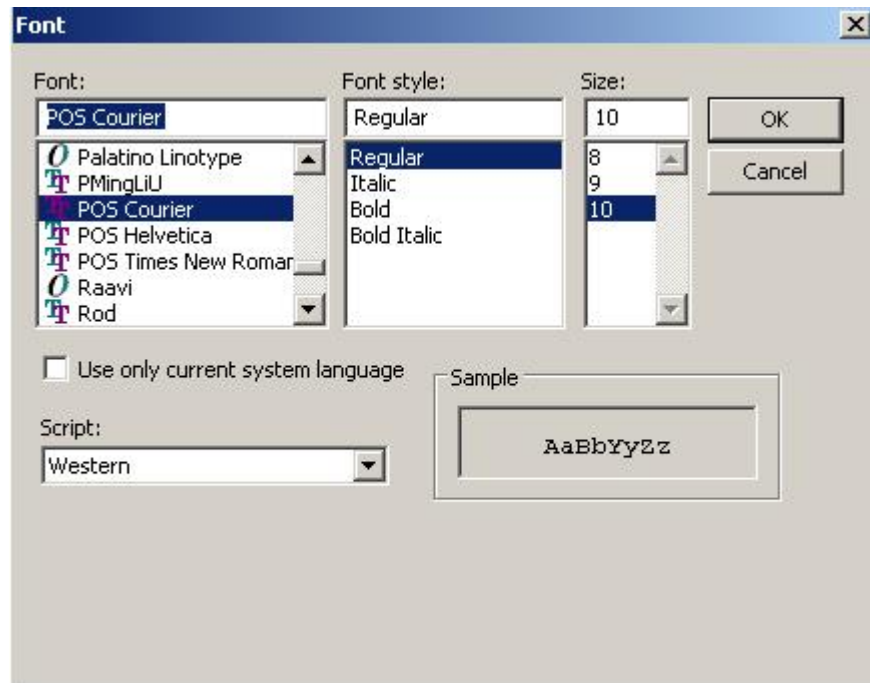 Font
Font: Font style: Size:
POS Courier Regular 10 OK
Palatino Linotype Regular 8 Cancel
PMingLiU Italic 9
POS Courier Bold 10
POS Helvetica Bold Italic
POS Times New Roman
Raavi
Rod
Use only current system language
Sample
Script:
AaBbYyZz
Western